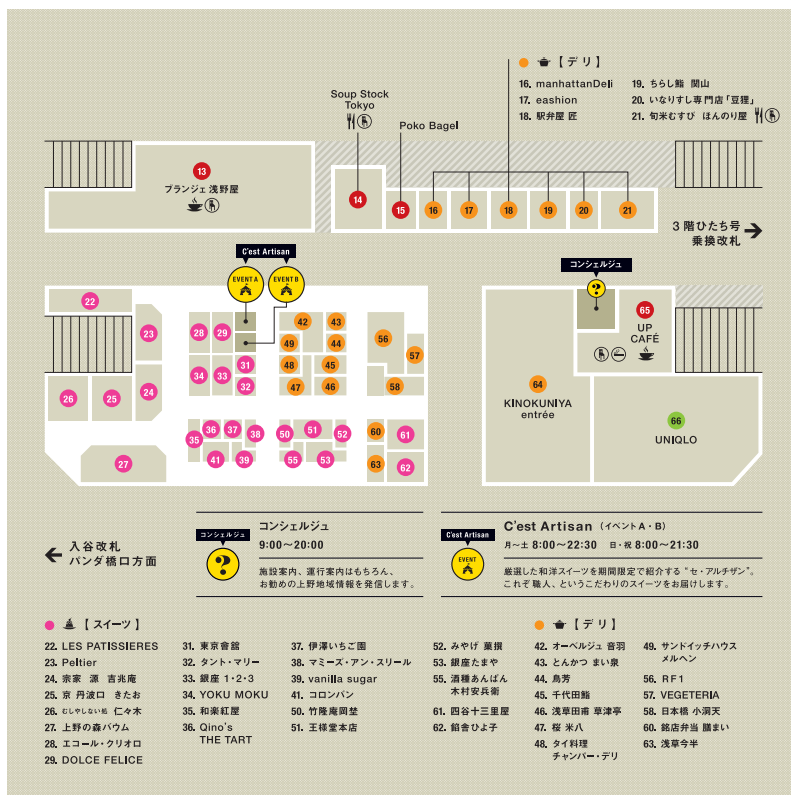 【デリ】
16. manhattanDeli
17. eashion
18. 駅弁屋 匠
19. ちらし鮨 関山
20. いなりすし専門店「豆狸」
21. 旬米むすび ほんのり屋
Soup Stock
Tokyo
Poko Bagel
13
ブランジェ 浅野屋
14
15
16
17
18
19
20
21
3階ひたち号
乗換改札
C'est Artisan
EVENT A
EVENT B
コンシェルジュ
?
22
23
24
25
26
27
28
29
34
33
31
32
42
43
49
44
48
45
47
46
56
57
58
35
36
37
38
41
39
50
51
52
55
53
60
61
63
62
65
UP
CAFÉ
64
KINOKUNIYA
entrée
66
UNIQLO
入谷改札
パンダ橋口方面
コンシェルジュ
?
コンシェルジュ
9:00〜20:00
施設案内、運行案内はもちろん、
お勧めの上野地域情報を発信します。
C'est Artisan
EVENT
C'est Artisan (イベントA・B)
月〜土 8:00〜22:30 日・祝 8:00〜21:30
厳選した和洋スイーツを期間限定で紹介する “セ・アルチザン”。
これぞ職人、というこだわりのスイーツをお届けします。
【スイーツ】
22. LES PATISSIERES
23. Peltier
24. 宗家 源 吉兆庵
25. 京 丹波口 きたお
26. むしやしない処 仁々木
27. 上野の森バウム
28. エコール・クリオロ
29. DOLCE FELICE
31. 東京會舘
32. タント・マリー
33. 銀座 1・2・3
34. YOKU MOKU
35. 和楽紅屋
36. Qino's
THE TART
37. 伊澤いちご園
38. マミーズ・アン・スリール
39. vanilla sugar
41. コロンバン
50. 竹隆庵岡埜
51. 王様堂本店
52. みやげ 菓撰
53. 銀座たまや
55. 酒種あんぱん
木村安兵衛
61. 四谷十三里屋
62. 餡舎ひよ子
【デリ】
42. オーベルジュ 音羽
43. とんかつ まい泉
44. 鳥芳
45. 千代田鮨
46. 浅草田甫 草津亭
47. 桜 米八
48. タイ料理
チャンパー・デリ
49. サンドイッチハウス
メルヘン
56. RF1
57. VEGETERIA
58. 日本橋 小洞天
60. 銘店弁当 膳まい
63. 浅草今半